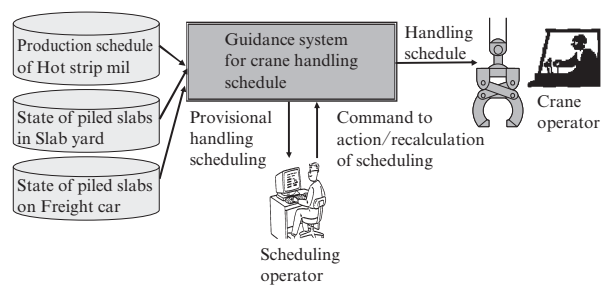 Production schedule
of Hot strip mil
State of piled slabs
in Slab yard
State of piled slabs
on Freight car
Guidance system
for crane handling
schedule
Handling
schedule
Crane
operator
Provisional
handling
scheduling
Command to
action/recalculation
of scheduling
Scheduling
operator